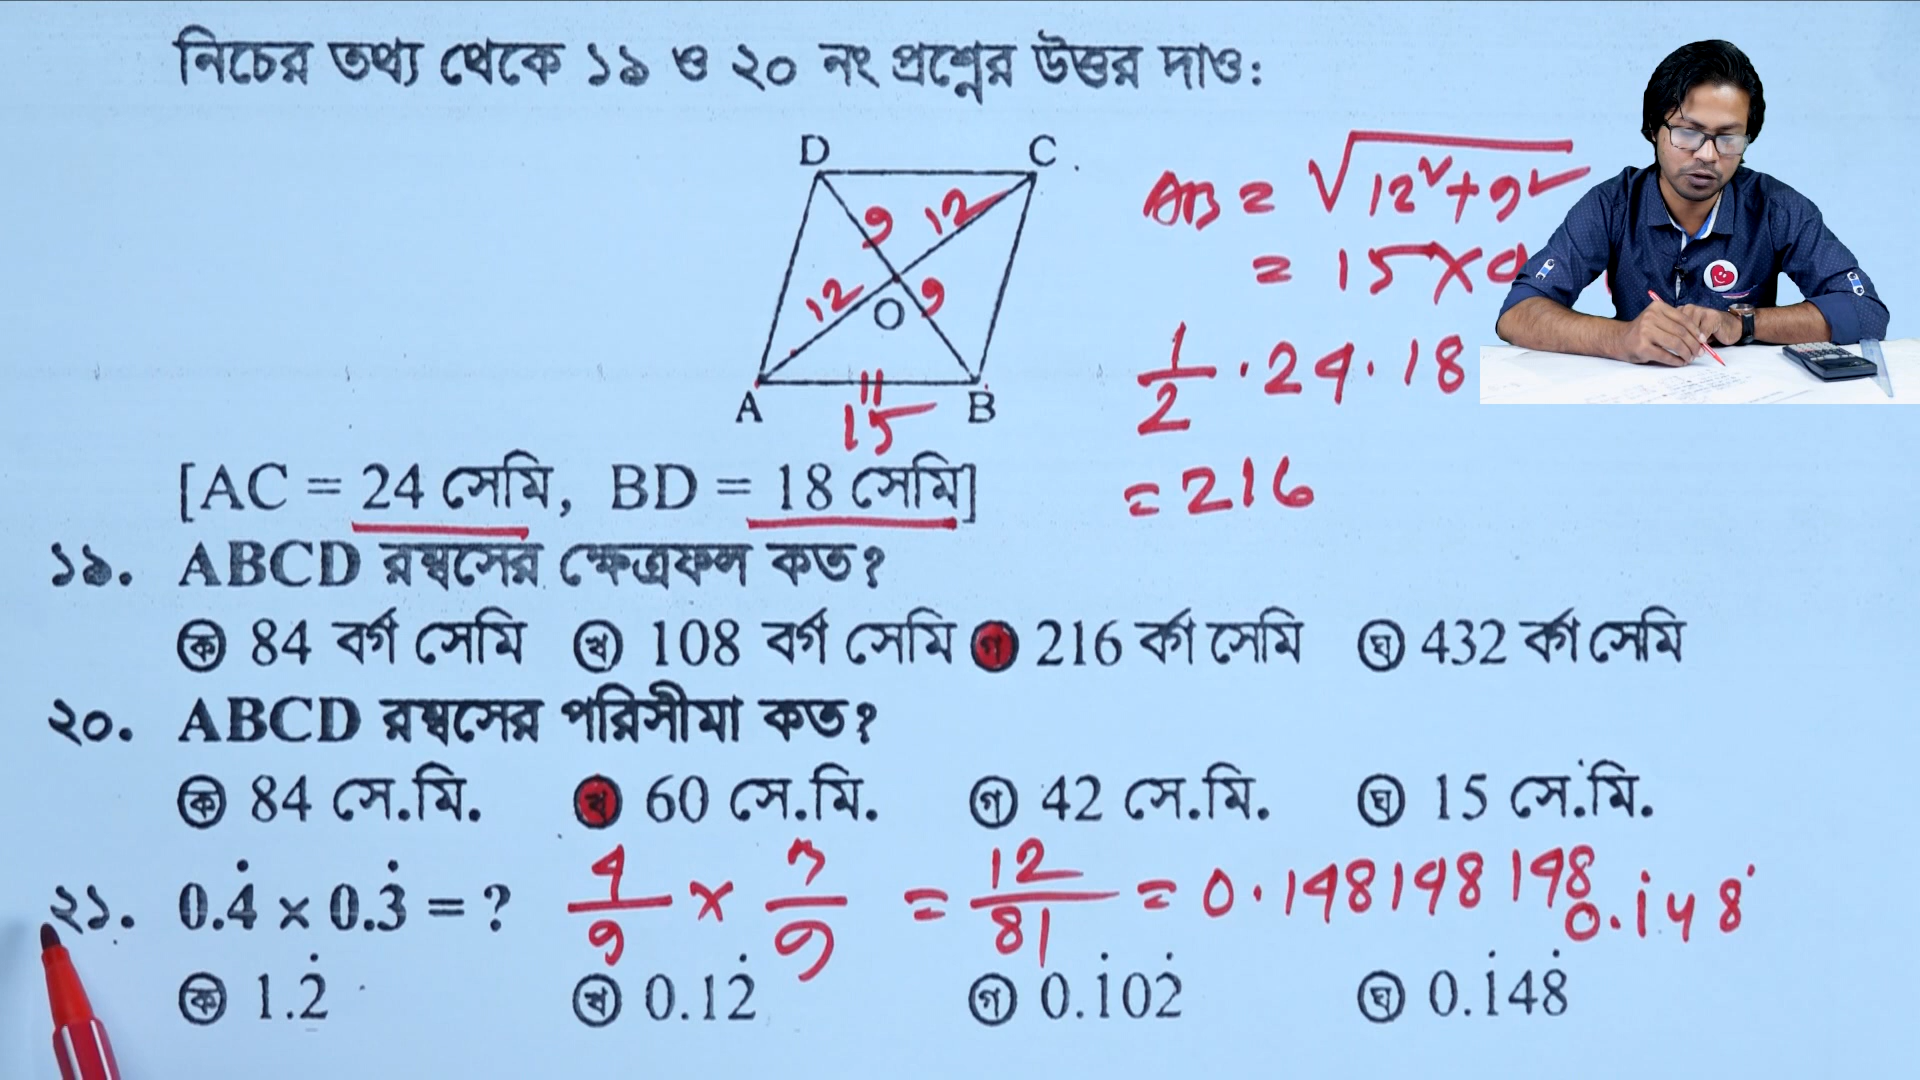 নিচের তথ্য থেকে ১৯ ও ২০ নং প্রশ্নের উত্তর দাও:
D C
9 12
12 9
O
A B
15
AB = √12²+9²
= 15 ×
1/2 · 24 · 18
= 216
[AC = 24 সেমি, BD = 18 সেমি]
১৯. ABCD রম্বসের ক্ষেত্রফল কত?
ক 84 বর্গ সেমি খ 108 বর্গ সেমি গ 216 বর্গ সেমি ঘ 432 বর্গ সেমি
২০. ABCD রম্বসের পরিসীমা কত?
ক 84 সে.মি. খ 60 সে.মি. গ 42 সে.মি. ঘ 15 সে.মি.
২১. 0.4̇ × 0.3̇ = ? 4/9 × 3/9 = 12/81 = 0.148148148 0.1̇48̇
ক 1.2̇ খ 0.12̇ গ 0.1̇02̇ ঘ 0.1̇48̇